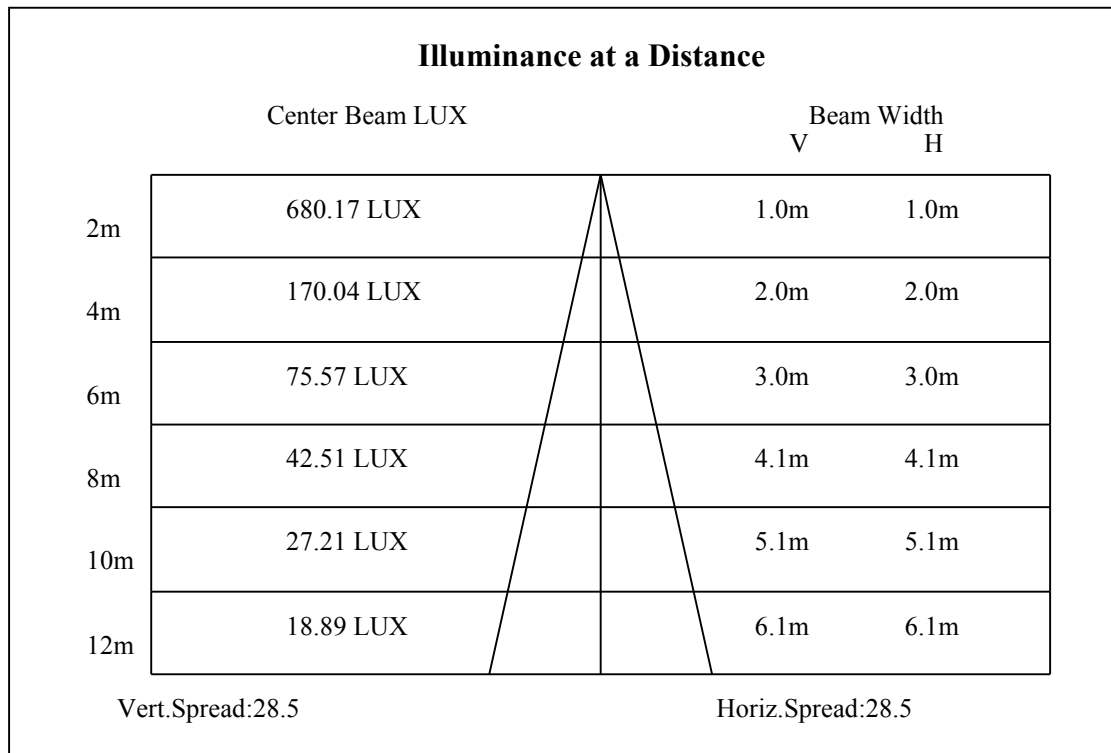 Illuminance at a Distance
Center Beam LUX Beam Width
V H
2m 680.17 LUX 1.0m 1.0m
4m 170.04 LUX 2.0m 2.0m
6m 75.57 LUX 3.0m 3.0m
8m 42.51 LUX 4.1m 4.1m
10m 27.21 LUX 5.1m 5.1m
12m 18.89 LUX 6.1m 6.1m
Vert.Spread:28.5 Horiz.Spread:28.5